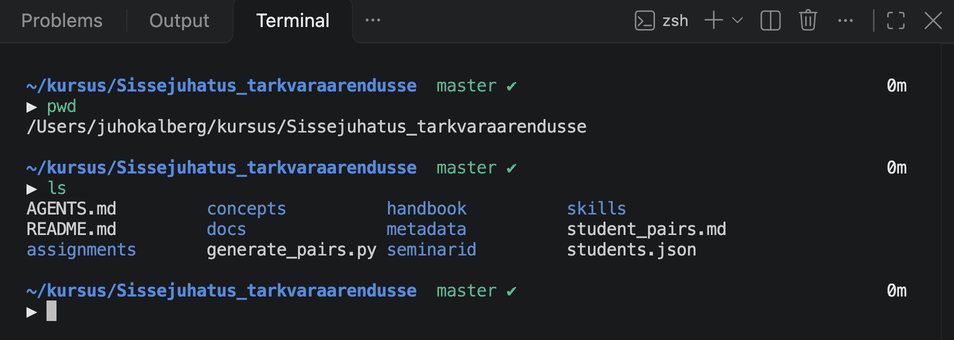 Problems Output Terminal ··· zsh ···
~/kursus/Sissejuhatus_tarkvaraarendusse master ✔ 0m
▶ pwd
/Users/juhokalberg/kursus/Sissejuhatus_tarkvaraarendusse
~/kursus/Sissejuhatus_tarkvaraarendusse master ✔ 0m
▶ ls
AGENTS.md concepts handbook skills
README.md docs metadata student_pairs.md
assignments generate_pairs.py seminarid students.json
~/kursus/Sissejuhatus_tarkvaraarendusse master ✔ 0m
▶